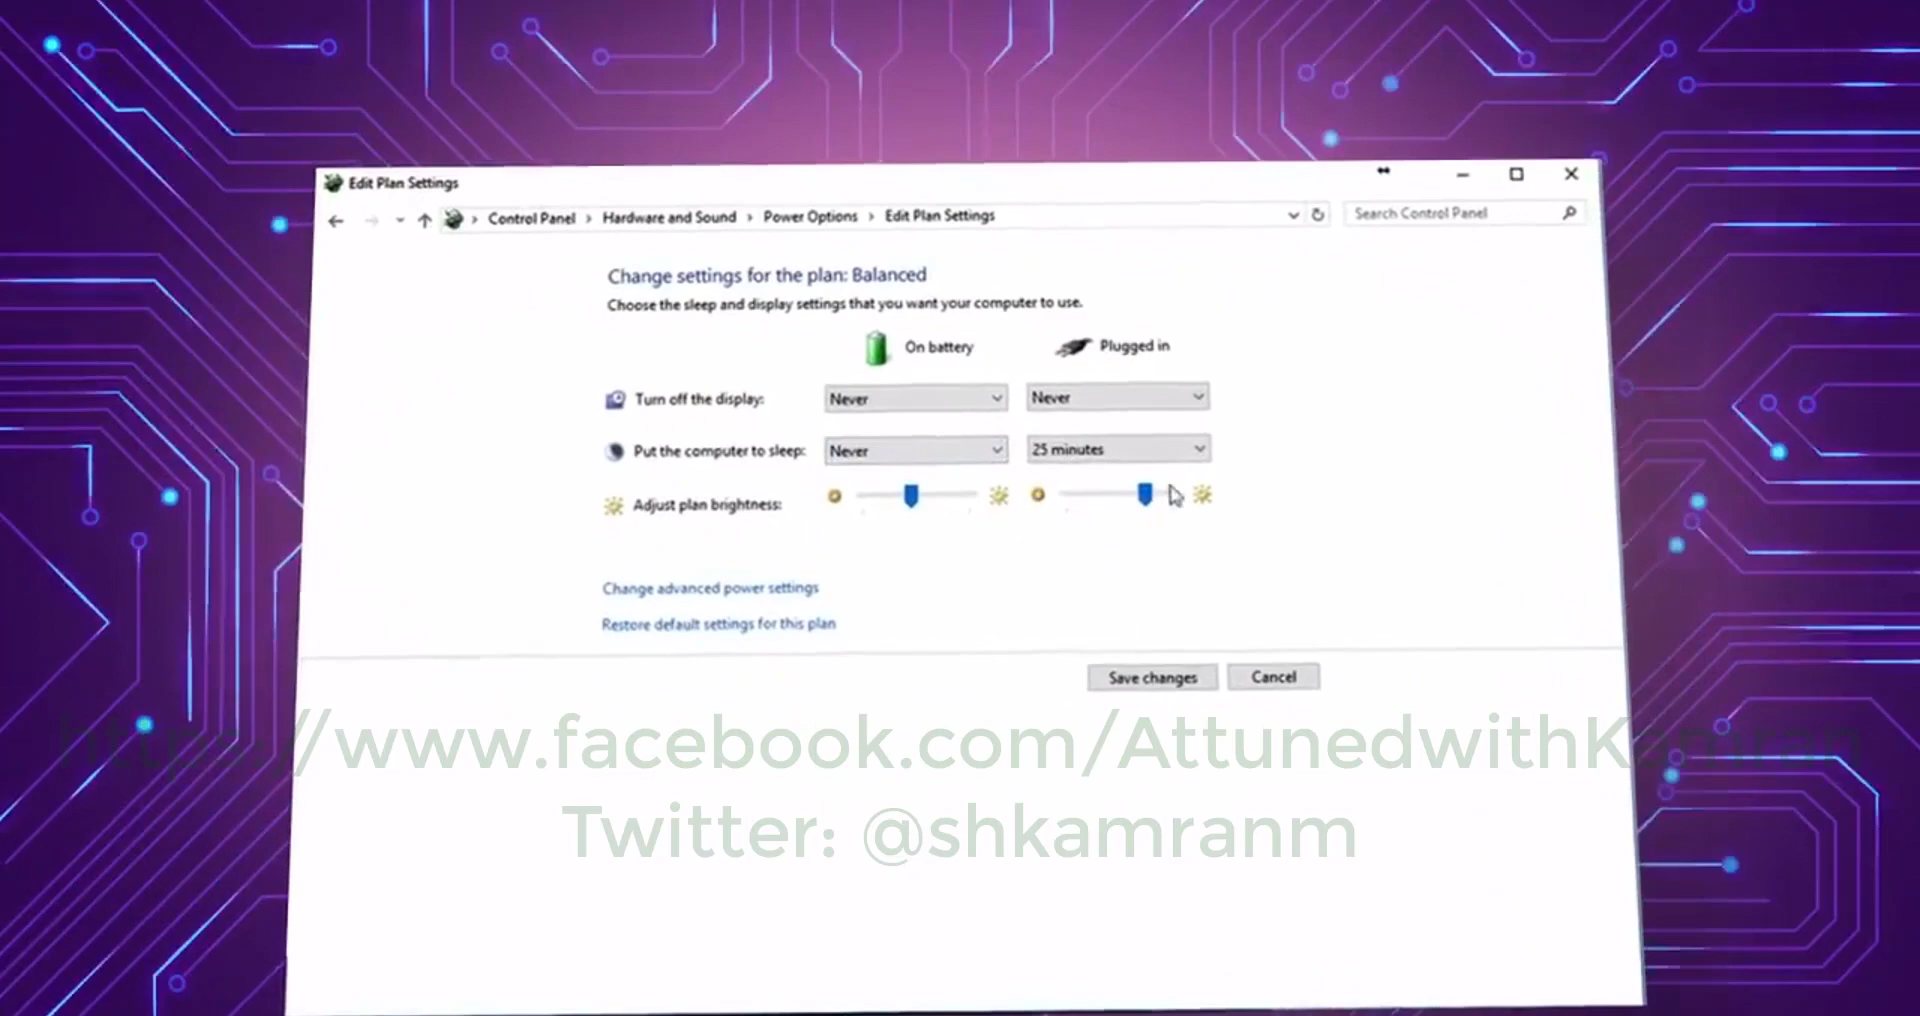 Edit Plan Settings
Control Panel > Hardware and Sound > Power Options > Edit Plan Settings
Search Control Panel
Change settings for the plan: Balanced
Choose the sleep and display settings that you want your computer to use.
On battery
Plugged in
Turn off the display:
Never
Never
Put the computer to sleep:
Never
25 minutes
Adjust plan brightness:
Change advanced power settings
Restore default settings for this plan
Save changes
Cancel
https://www.facebook.com/AttunedwithKamran
Twitter: @shkamranm